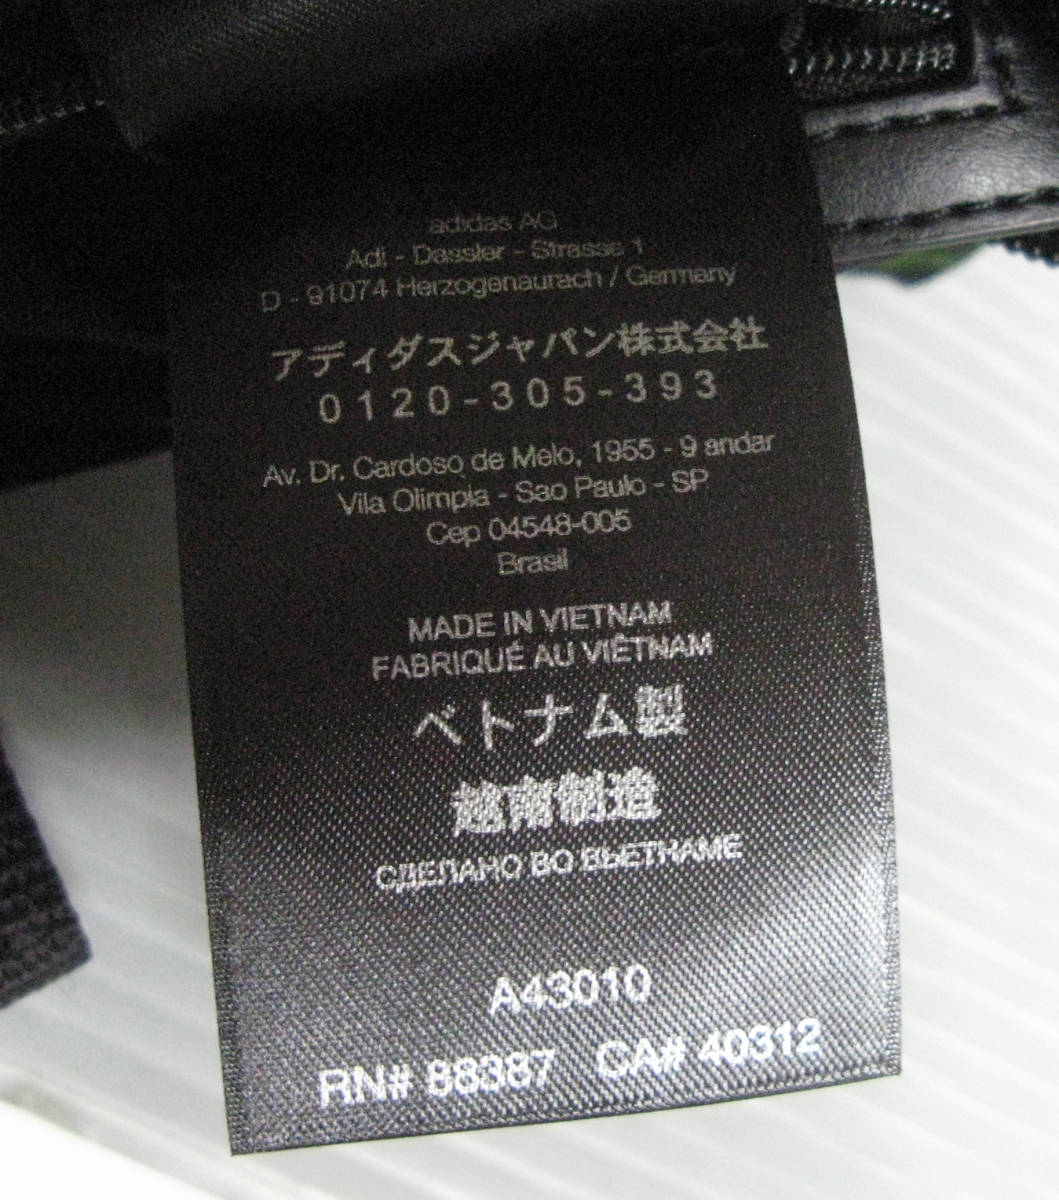 adidas AG
Adi - Dassler - Strasse 1
D - 91074 Herzogenaurach / Germany
アディダスジャパン株式会社
0120-305-393
Av. Dr. Cardoso de Melo, 1955 - 9 andar
Vila Olimpia - Sao Paulo - SP
Cep 04548-005
Brasil
MADE IN VIETNAM
FABRIQUÉ AU VIÊTNAM
ベトナム製
越南制造
СДЕЛАНО ВО ВЬЕТНАМЕ
A43010
RN# 88387 CA# 40312